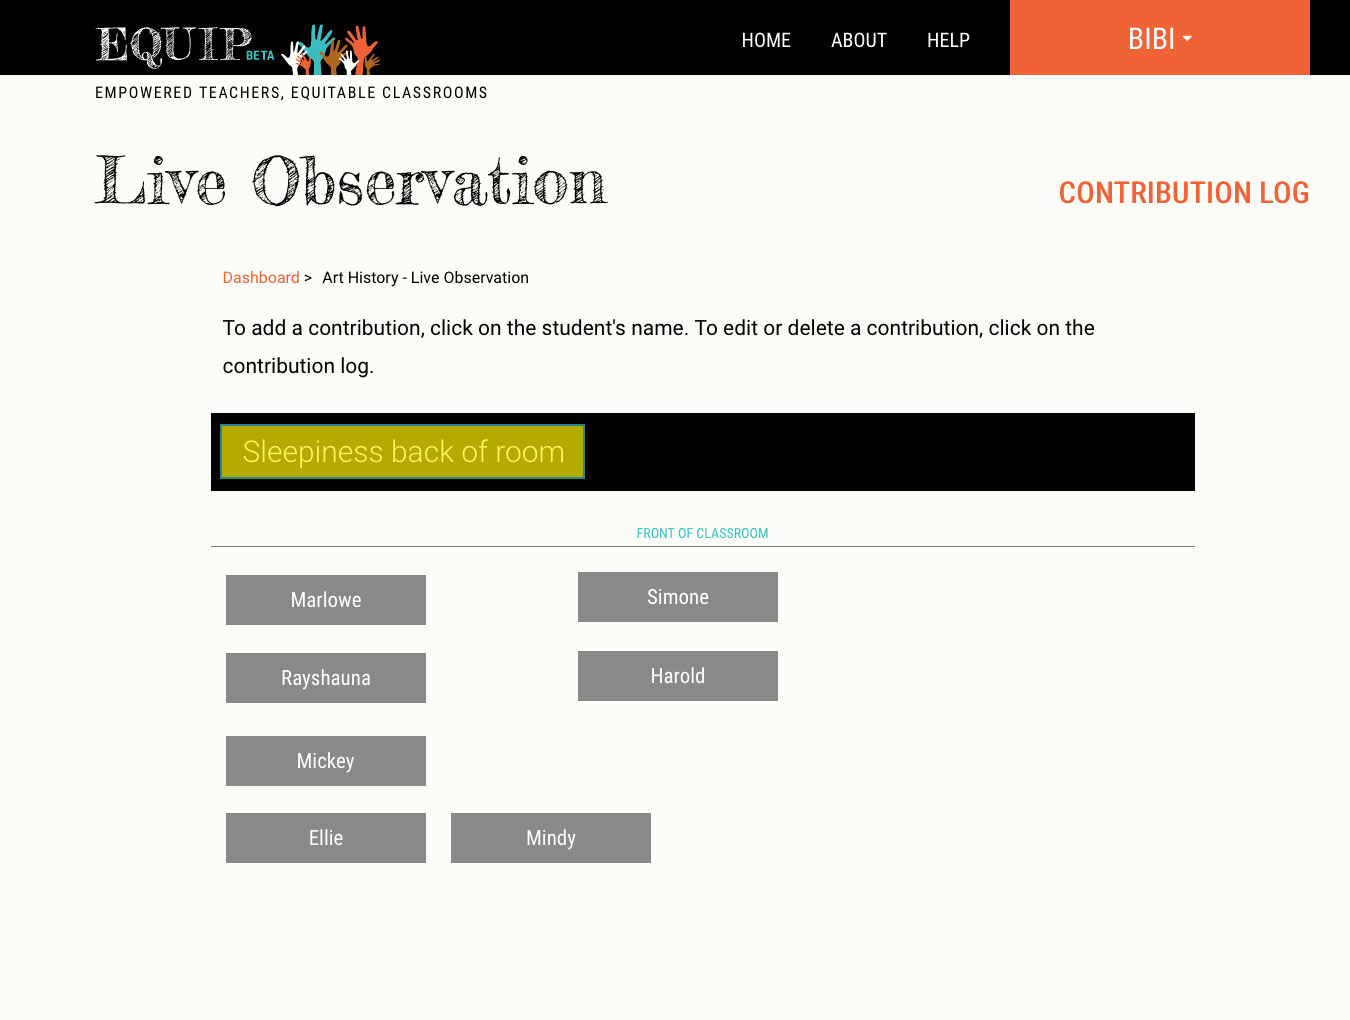 EQUIP BETA
HOME ABOUT HELP BIBI
EMPOWERED TEACHERS, EQUITABLE CLASSROOMS
Live Observation
CONTRIBUTION LOG
Dashboard > Art History - Live Observation
To add a contribution, click on the student's name. To edit or delete a contribution, click on the
contribution log.
Sleepiness back of room
FRONT OF CLASSROOM
Marlowe Simone
Rayshauna Harold
Mickey
Ellie Mindy